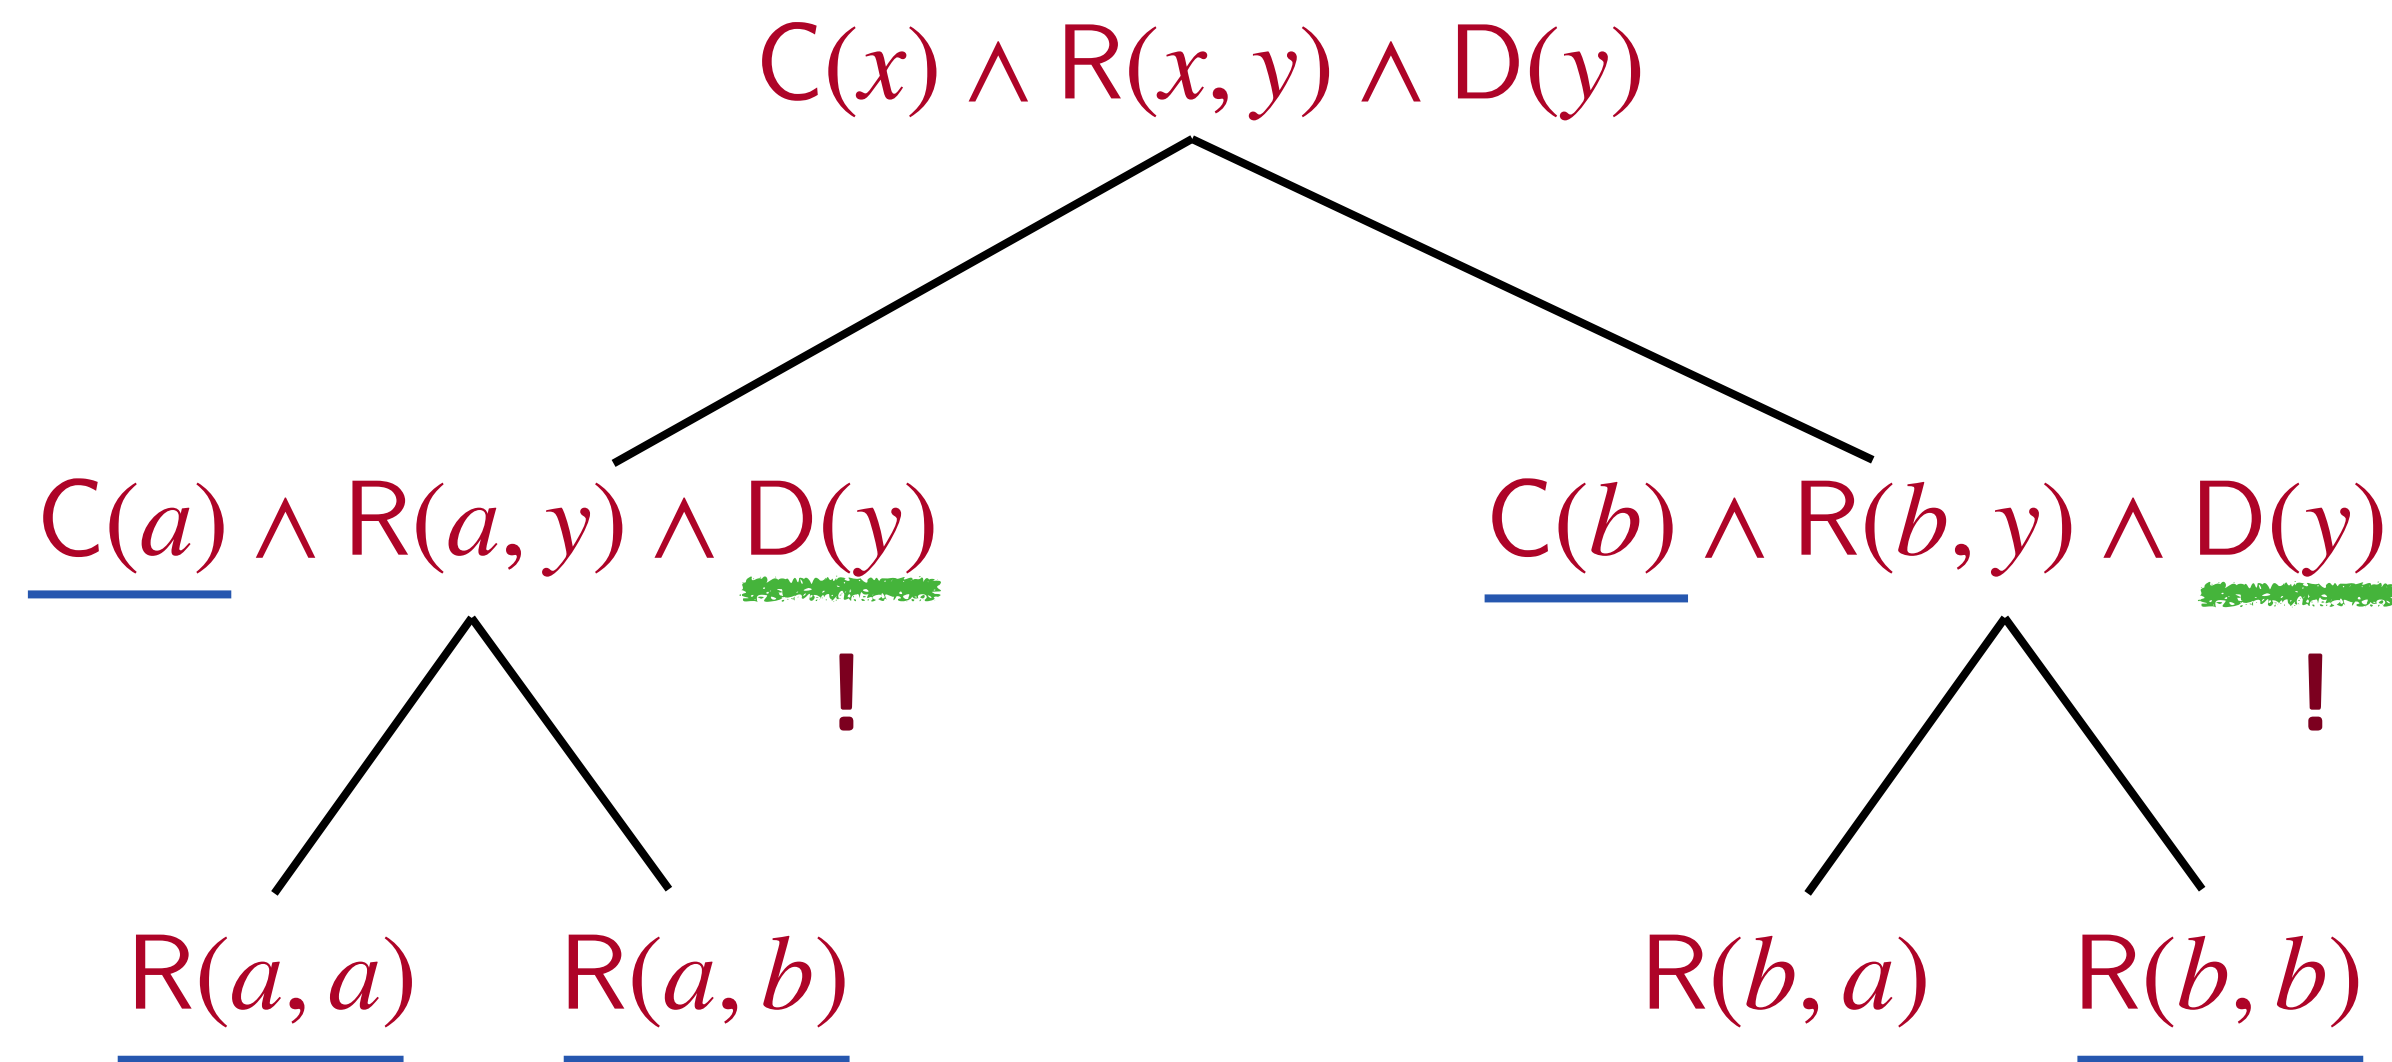 C(x) ∧ R(x, y) ∧ D(y)
C(a) ∧ R(a, y) ∧ D(y) C(b) ∧ R(b, y) ∧ D(y)
! !
R(a, a) R(a, b) R(b, a) R(b, b)